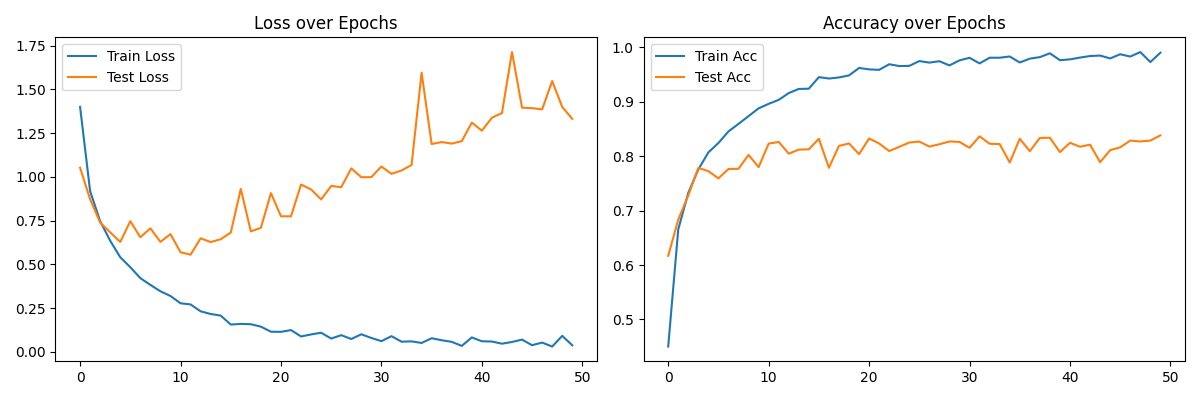 Loss over Epochs
Train Loss
Test Loss
1.75
1.50
1.25
1.00
0.75
0.50
0.25
0.00
0 10 20 30 40 50
Accuracy over Epochs
Train Acc
Test Acc
1.0
0.9
0.8
0.7
0.6
0.5
0 10 20 30 40 50